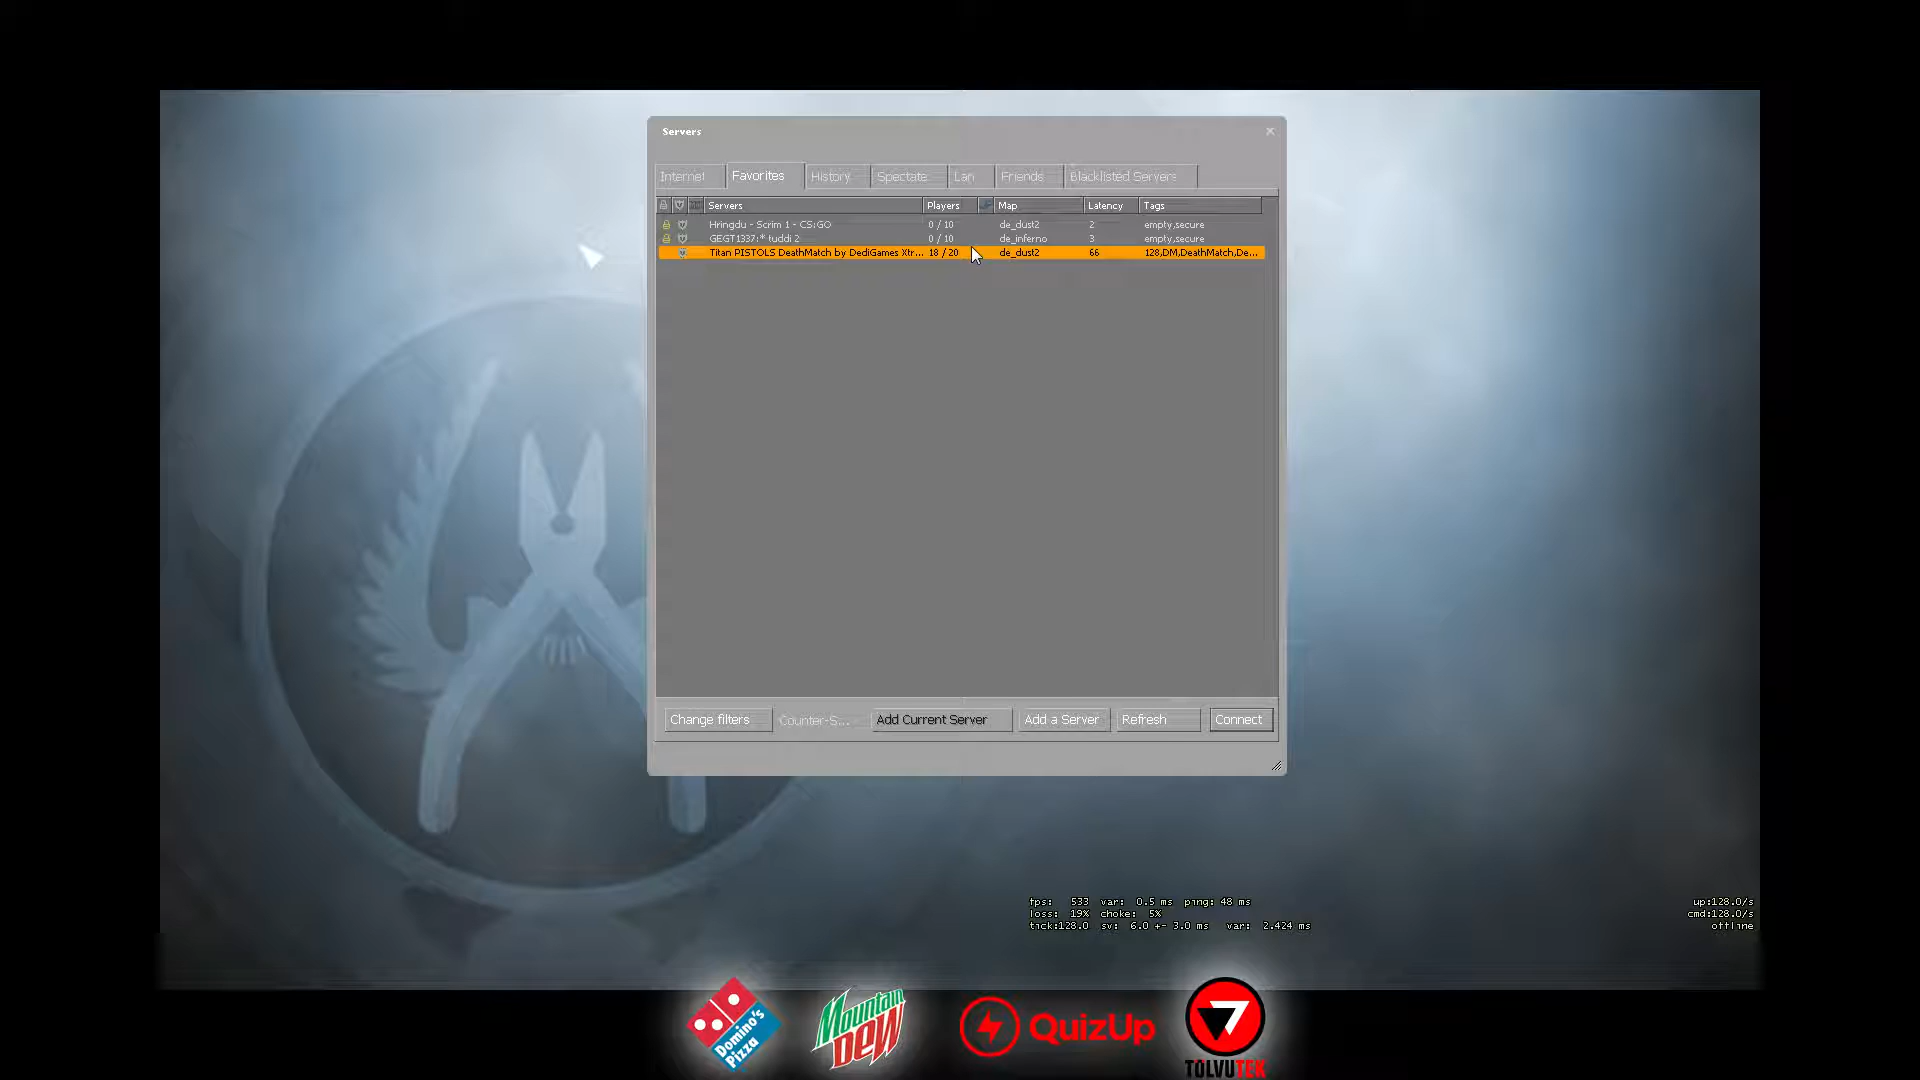 Servers
Internet Favorites History Spectate Lan Friends Blacklisted Servers
Servers Players Map Latency Tags
Hringdu - Scrim 1 - CS:GO 0 / 10 de_dust2 2 empty,secure
GEGT1337:* tuddi 2 0 / 10 de_inferno 3 empty,secure
Titan PISTOLS DeathMatch by DediGames Xtr... 18 / 20 de_dust2 66 128,DM,DeathMatch,De...
Change filters Counter-S... Add Current Server Add a Server Refresh Connect
fps: 533 var: 0.5 ms ping: 48 ms up:128.0/s
loss: 19% choke: 5% cmd:128.0/s
tick:128.0 sv: 6.0 +- 3.0 ms var: 2.424 ms offline
Domino's Pizza
Mountain Dew
QuizUp
TOLVUTEK